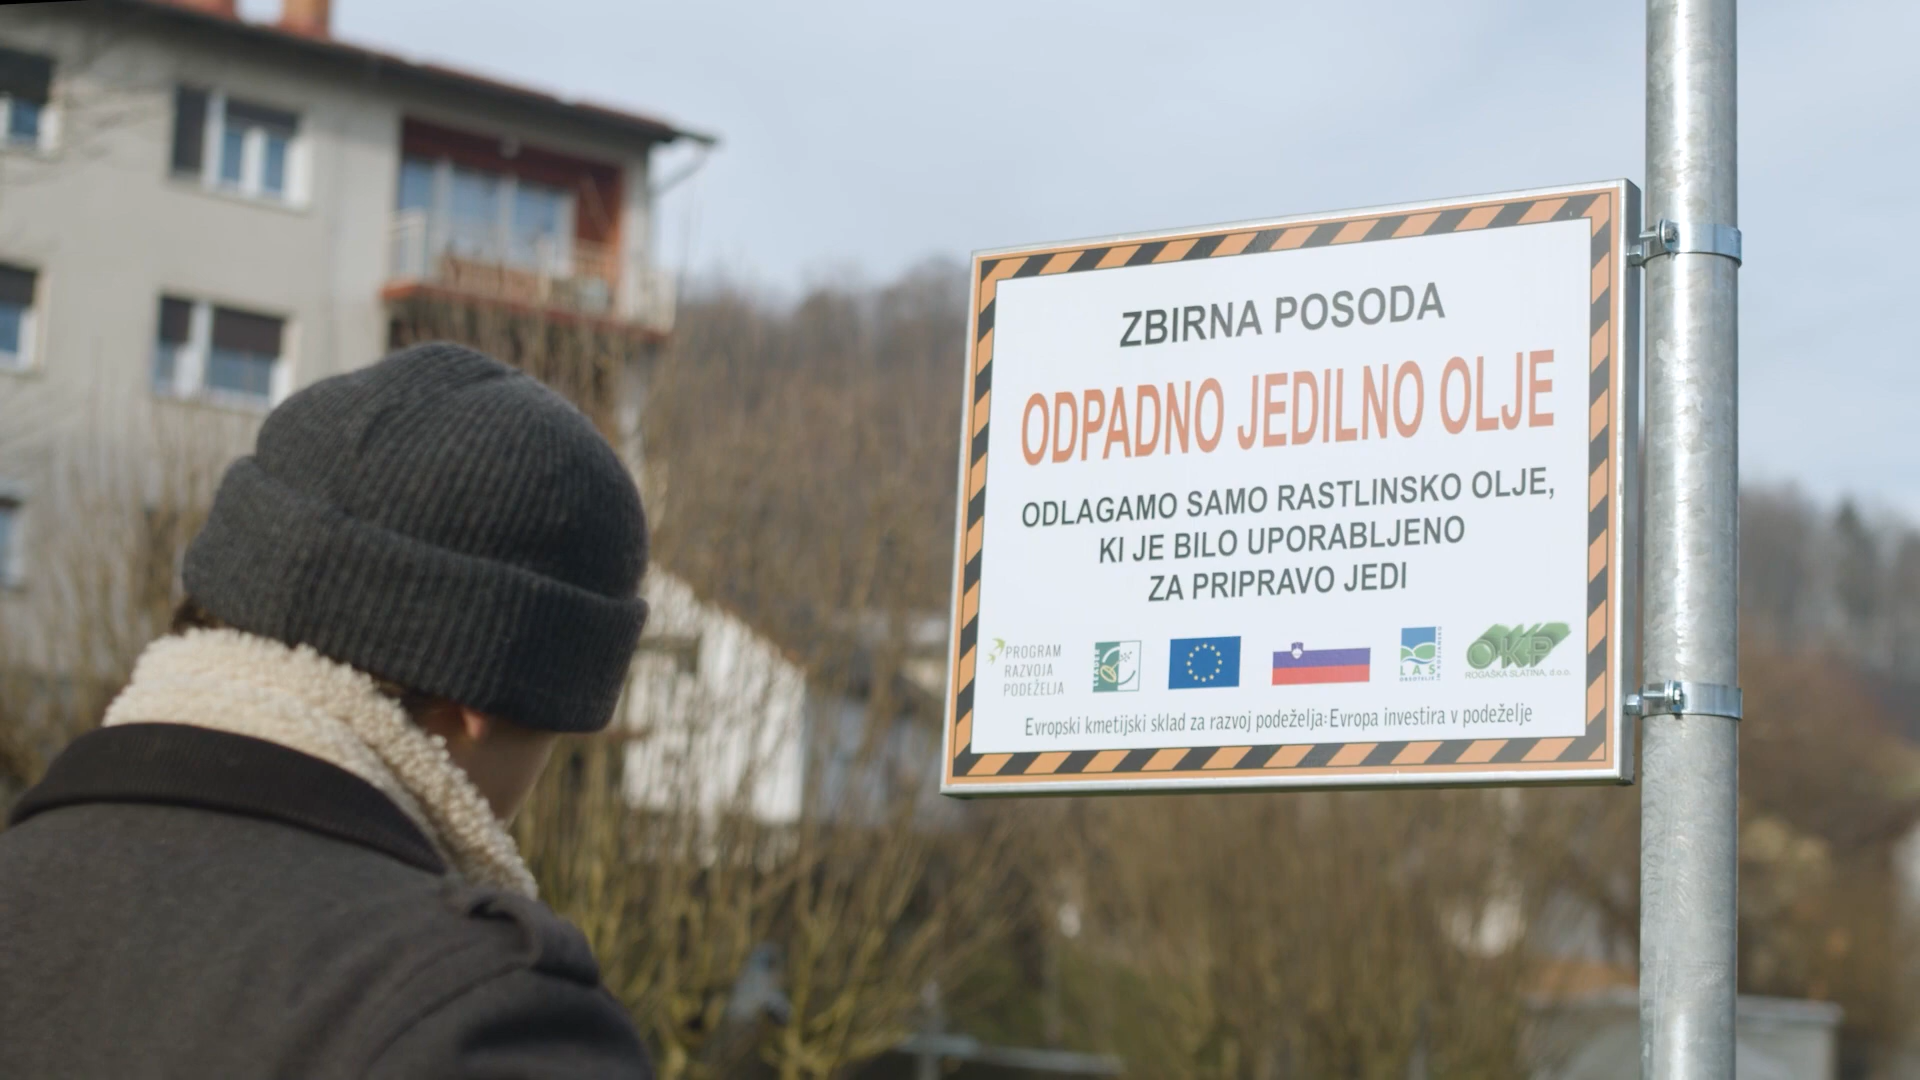 ZBIRNA POSODA
ODPADNO JEDILNO OLJE
ODLAGAMO SAMO RASTLINSKO OLJE,
KI JE BILO UPORABLJENO
ZA PRIPRAVO JEDI
PROGRAM
RAZVOJA
PODEŽELJA
LEADER
LAS
OKP
ROGAŠKA SLATINA, d.o.o.
Evropski kmetijski sklad za razvoj podeželja:Evropa investira v podeželje